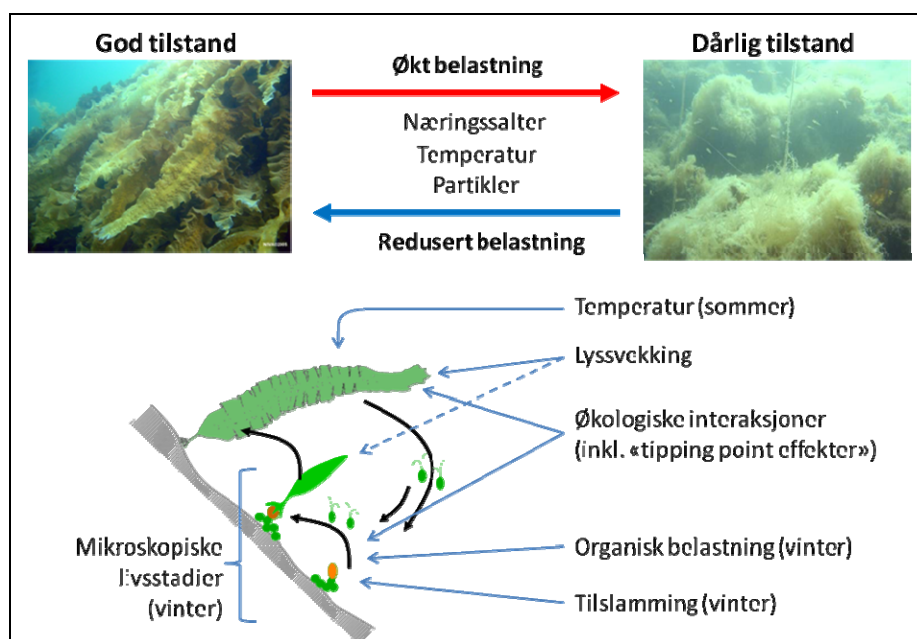 God tilstand
Dårlig tilstand
Økt belastning
Næringssalter
Temperatur
Partikler
Redusert belastning
Temperatur (sommer)
Lyssvekking
Økologiske interaksjoner
(inkl. «tipping point effekter»)
Mikroskopiske
livsstadier
(vinter)
Organisk belastning (vinter)
Tilslamming (vinter)